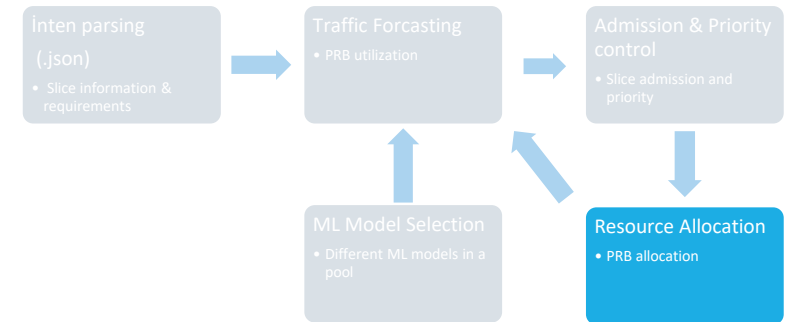 İnten parsing
(.json)
• Slice information &
requirements
Traffic Forcasting
• PRB utilization
Admission & Priority
control
• Slice admission and
priority
ML Model Selection
• Different ML models in a
pool
Resource Allocation
• PRB allocation